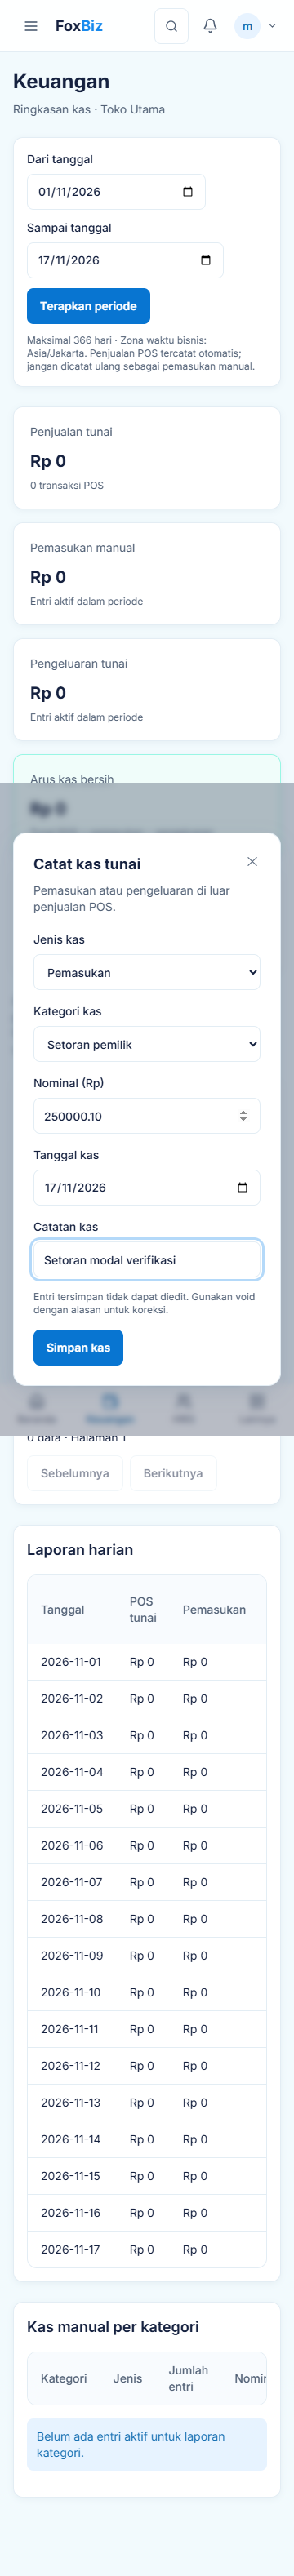 FoxBiz
m
Keuangan
Ringkasan kas · Toko Utama
Dari tanggal
01/11/2026
Sampai tanggal
17/11/2026
Terapkan periode
Maksimal 366 hari · Zona waktu bisnis:
Asia/Jakarta. Penjualan POS tercatat otomatis;
jangan dicatat ulang sebagai pemasukan manual.
Penjualan tunai
Rp 0
0 transaksi POS
Pemasukan manual
Rp 0
Entri aktif dalam periode
Pengeluaran tunai
Rp 0
Entri aktif dalam periode
Arus kas bersih
Rp 0
Catat kas tunai
Pemasukan atau pengeluaran di luar
penjualan POS.
Jenis kas
Pemasukan
Kategori kas
Setoran pemilik
Nominal (Rp)
250000.10
Tanggal kas
17/11/2026
Catatan kas
Setoran modal verifikasi
Entri tersimpan tidak dapat diedit. Gunakan void
dengan alasan untuk koreksi.
Simpan kas
Keuangan
0 data · Halaman 1
Sebelumnya Berikutnya
Laporan harian
Tanggal POS tunai Pemasukan
2026-11-01 Rp 0 Rp 0
2026-11-02 Rp 0 Rp 0
2026-11-03 Rp 0 Rp 0
2026-11-04 Rp 0 Rp 0
2026-11-05 Rp 0 Rp 0
2026-11-06 Rp 0 Rp 0
2026-11-07 Rp 0 Rp 0
2026-11-08 Rp 0 Rp 0
2026-11-09 Rp 0 Rp 0
2026-11-10 Rp 0 Rp 0
2026-11-11 Rp 0 Rp 0
2026-11-12 Rp 0 Rp 0
2026-11-13 Rp 0 Rp 0
2026-11-14 Rp 0 Rp 0
2026-11-15 Rp 0 Rp 0
2026-11-16 Rp 0 Rp 0
2026-11-17 Rp 0 Rp 0
Kas manual per kategori
Kategori Jenis Jumlah entri
Belum ada entri aktif untuk laporan
kategori.